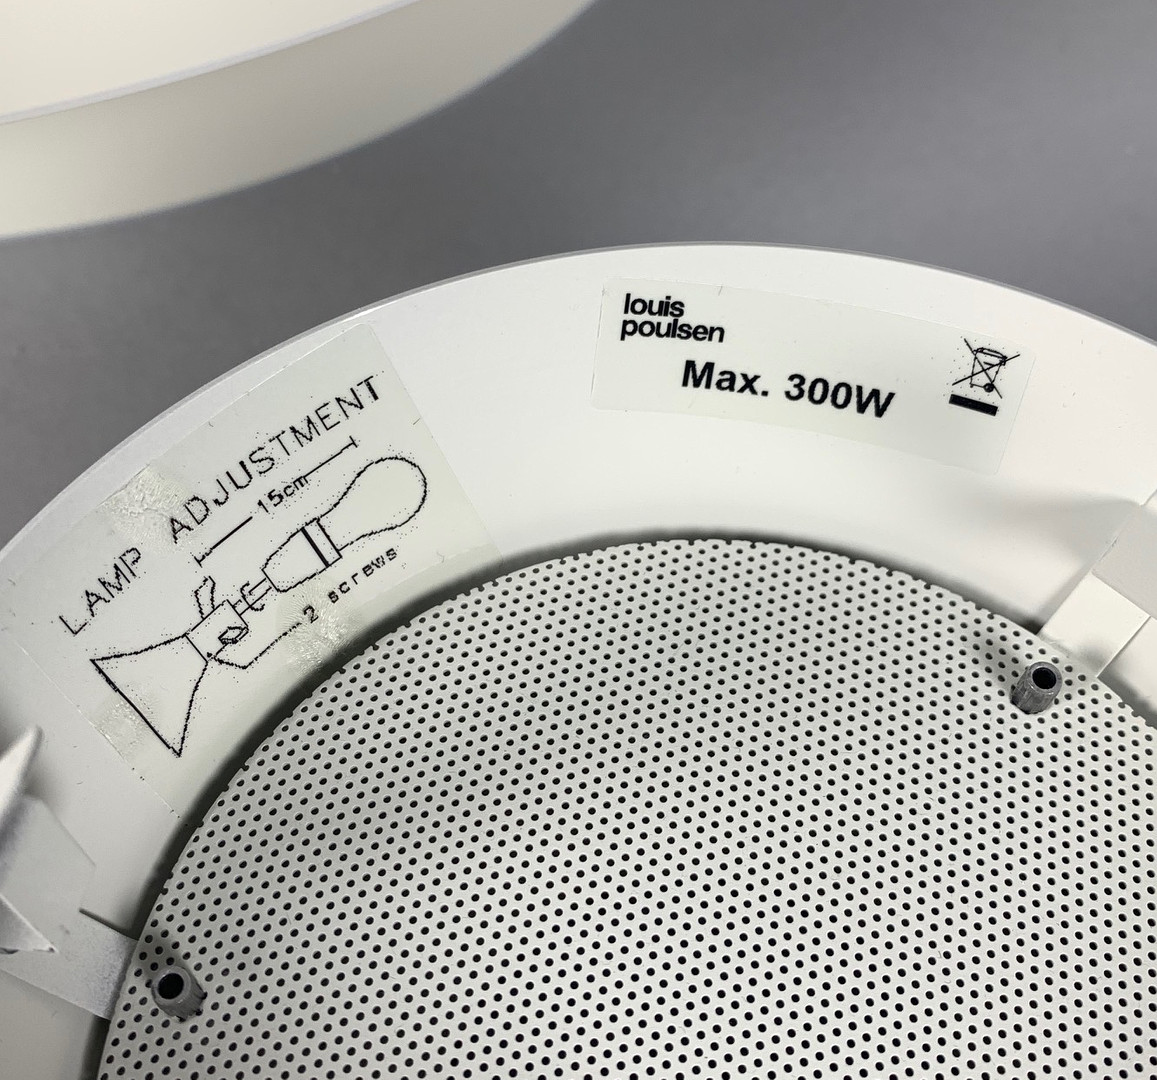 LAMP ADJUSTMENT
15cm
2 screws
louis
poulsen
Max. 300W